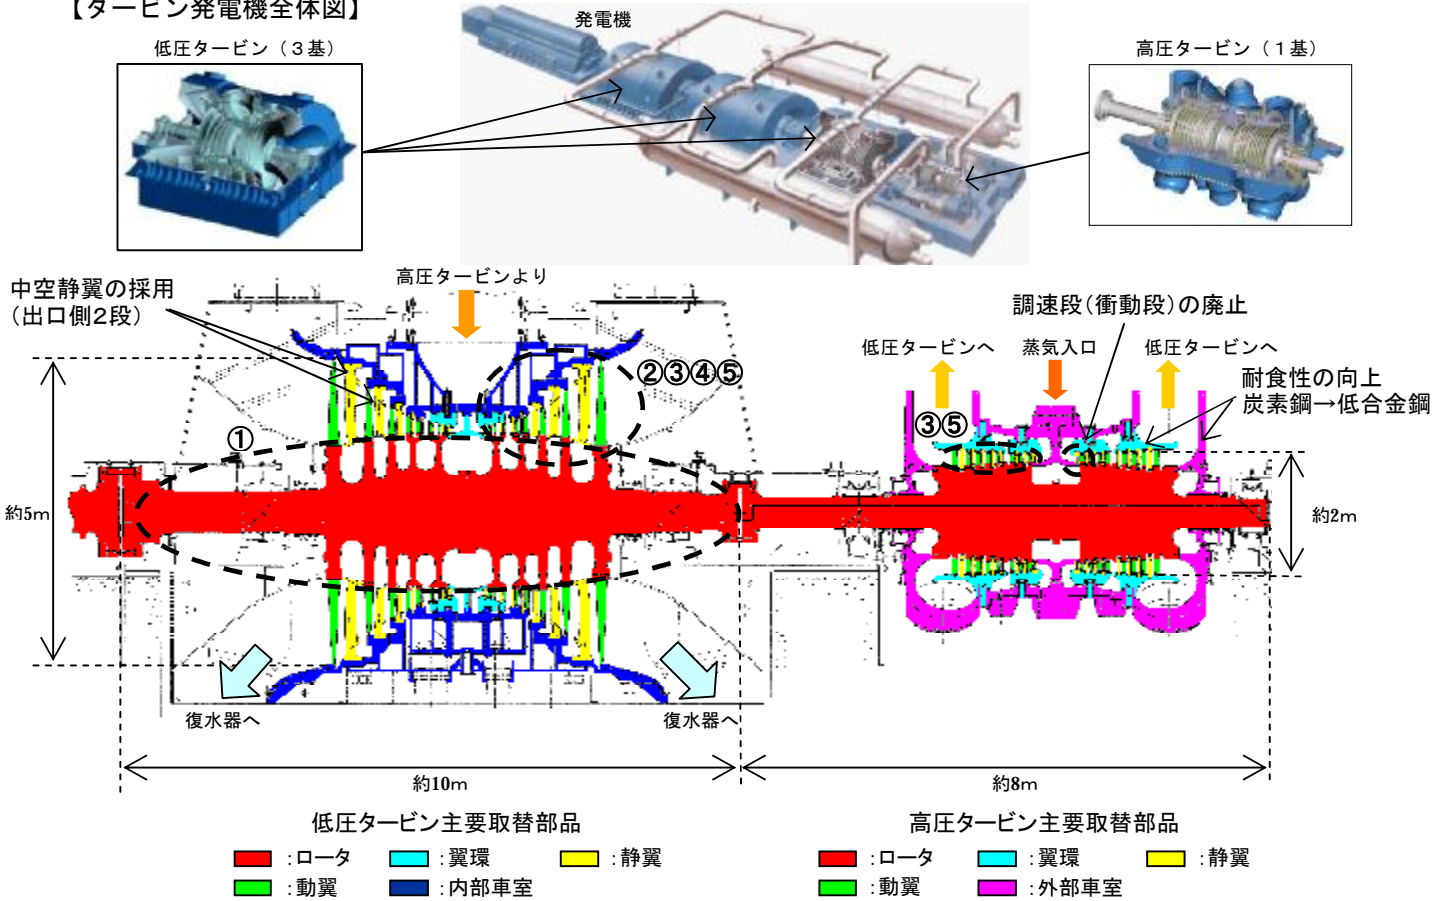 【タービン発電機全体図】
低圧タービン（３基）
発電機
高圧タービン（１基）
中空静翼の採用
（出口側2段）
高圧タービンより
調速段（衝動段）の廃止
低圧タービンへ
蒸気入口
低圧タービンへ
耐食性の向上
炭素鋼→低合金鋼
②③④⑤
①
③⑤
約5m
約2m
復水器へ
復水器へ
約10m
約8m
低圧タービン主要取替部品
：ロータ
：翼環
：静翼
：動翼
：内部車室
高圧タービン主要取替部品
：ロータ
：翼環
：静翼
：動翼
：外部車室